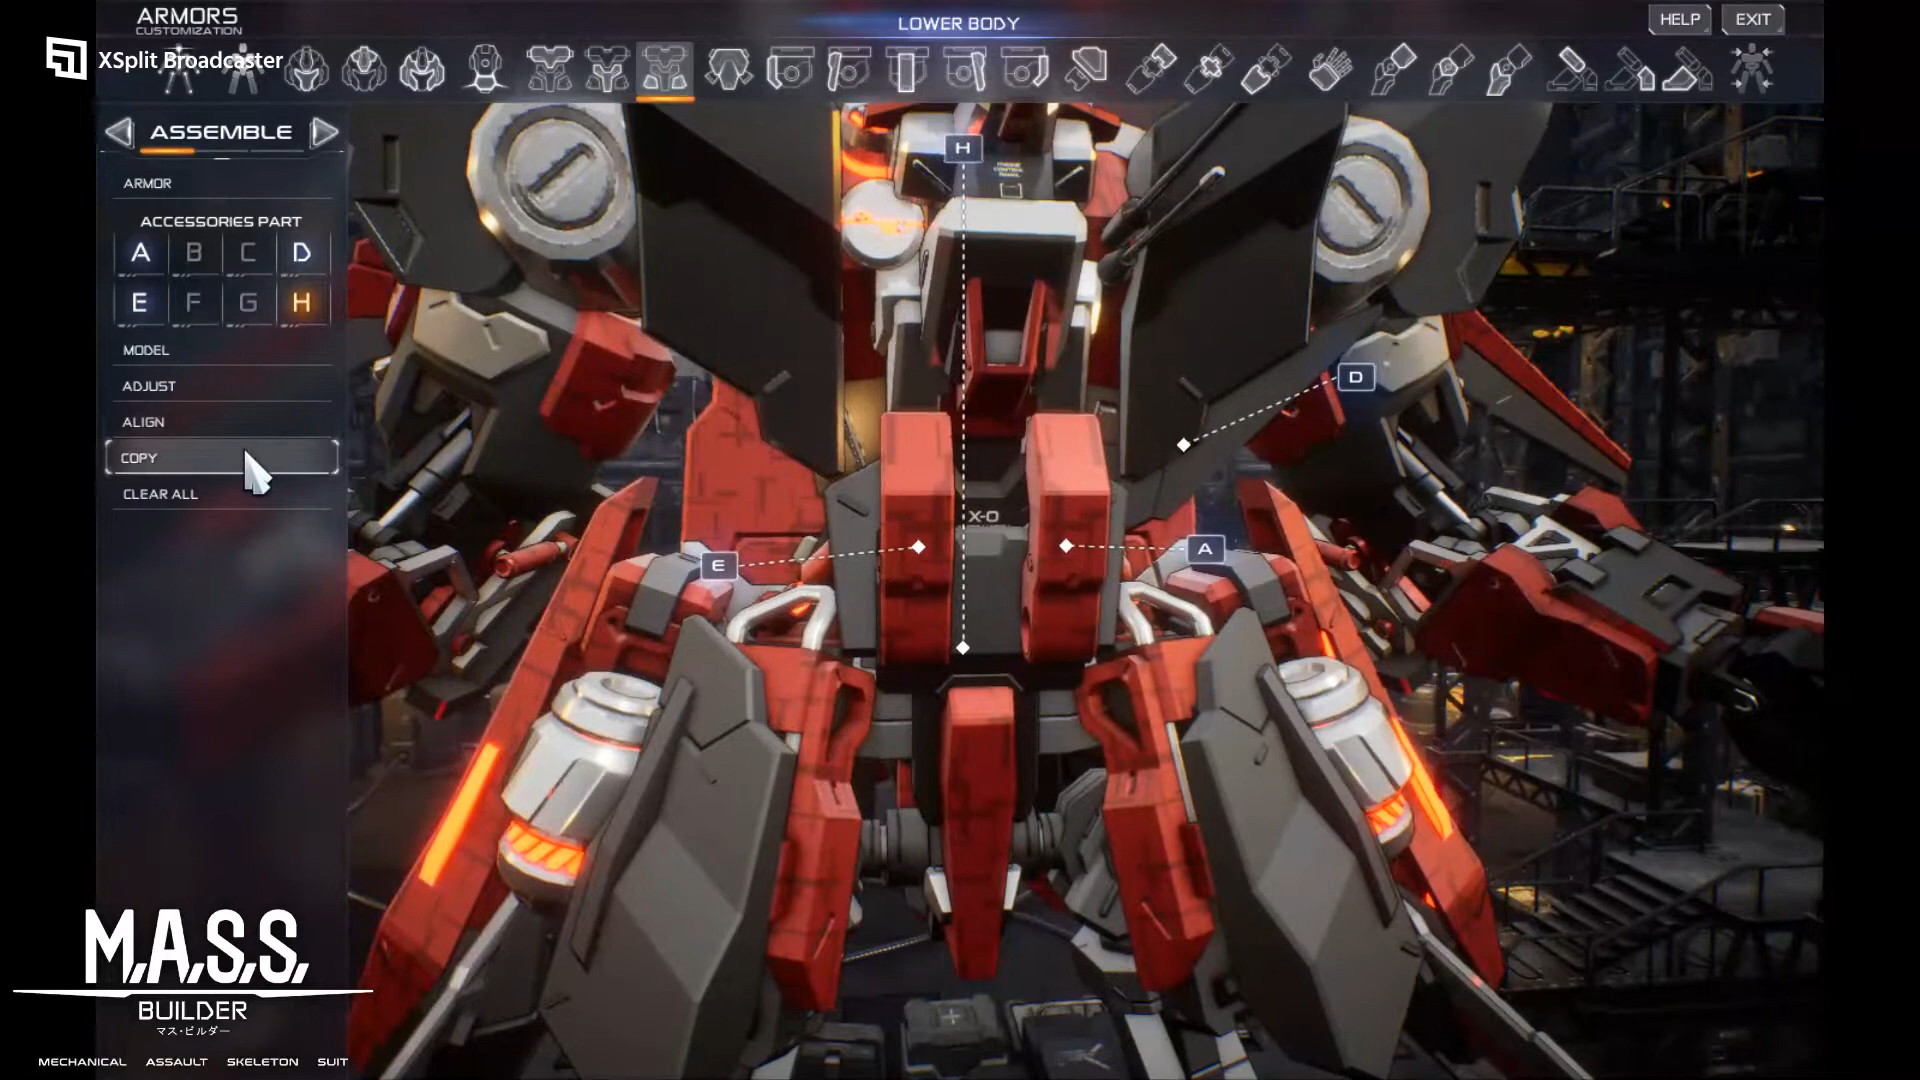 ARMORS
CUSTOMIZATION
LOWER BODY
HELP
EXIT
XSplit Broadcaster
ASSEMBLE
ARMOR
ACCESSORIES PART
A B C D
E F G H
MODEL
ADJUST
ALIGN
COPY
CLEAR ALL
H
D
X-O
E
A
M.A.S.S.
BUILDER
マス・ビルダー
MECHANICAL ASSAULT SKELETON SUIT